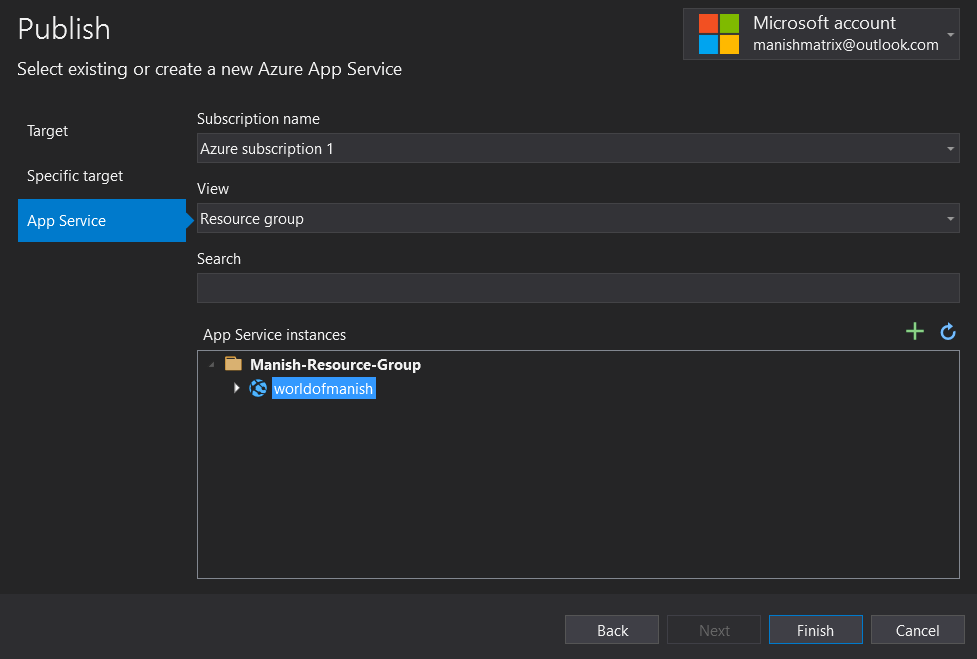 Publish
Microsoft account
manishmatrix@outlook.com
Select existing or create a new Azure App Service
Target
Specific target
App Service
Subscription name
Azure subscription 1
View
Resource group
Search
App Service instances
Manish-Resource-Group
worldofmanish
Back
Next
Finish
Cancel